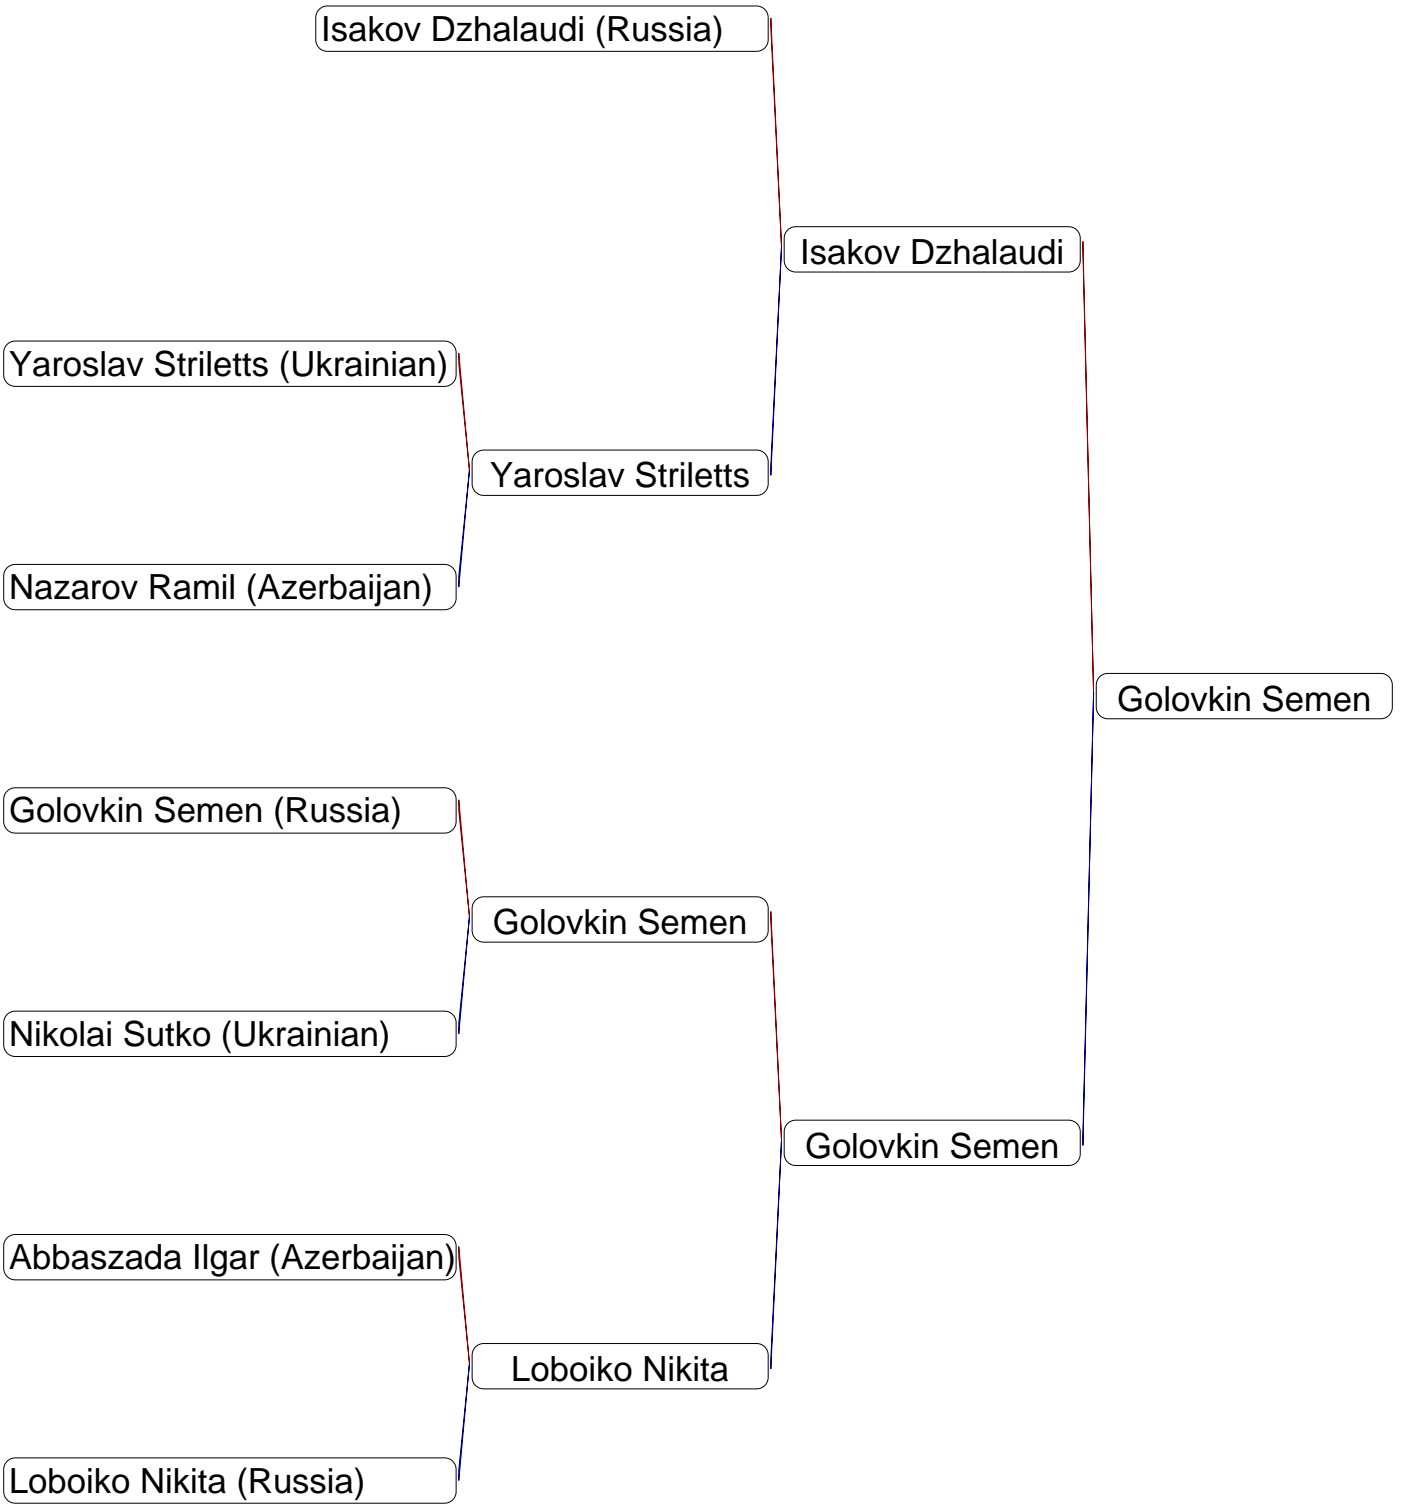 Isakov Dzhalaudi (Russia)
Isakov Dzhalaudi
Yaroslav Striletts (Ukrainian)
Yaroslav Striletts
Nazarov Ramil (Azerbaijan)
Golovkin Semen
Golovkin Semen (Russia)
Golovkin Semen
Nikolai Sutko (Ukrainian)
Golovkin Semen
Abbaszada Ilgar (Azerbaijan)
Loboiko Nikita
Loboiko Nikita (Russia)